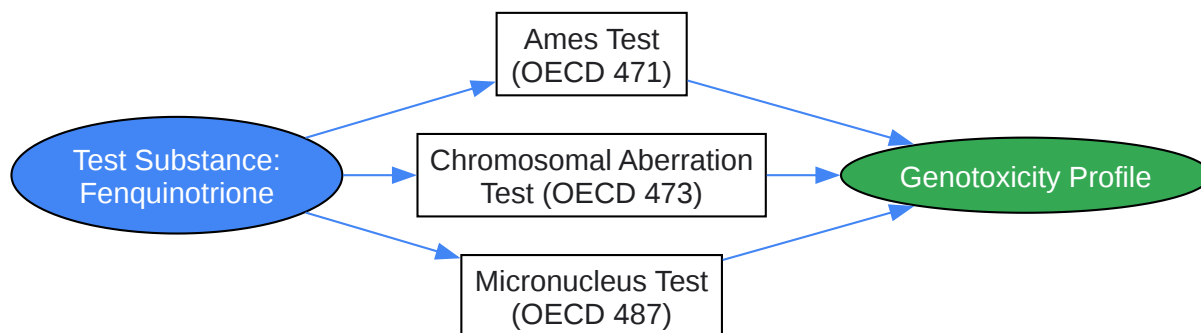 Ames Test
(OECD 471)
Test Substance:
Fenquinotrione
Chromosomal Aberration
Test (OECD 473)
Genotoxicity Profile
Micronucleus Test
(OECD 487)